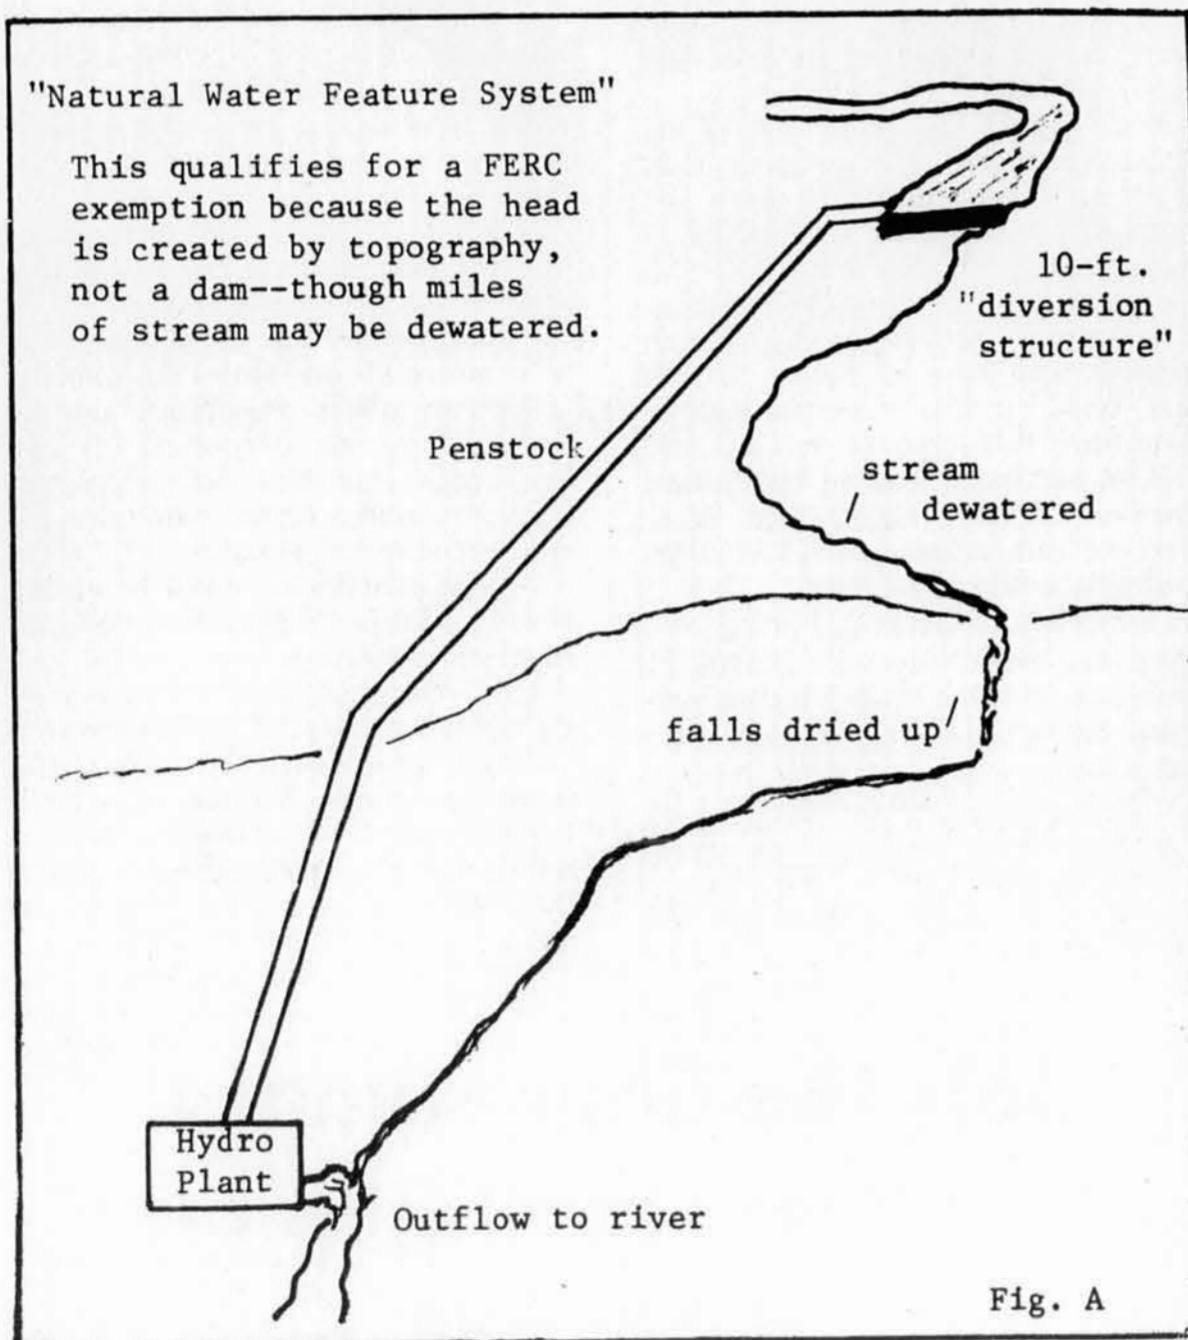 "Natural Water Feature System"
This qualifies for a FERC
exemption because the head
is created by topography,
not a dam--though miles
of stream may be dewatered.
10-ft.
"diversion
structure"
Penstock
stream
dewatered
falls dried up
Hydro
Plant
Outflow to river
Fig. A